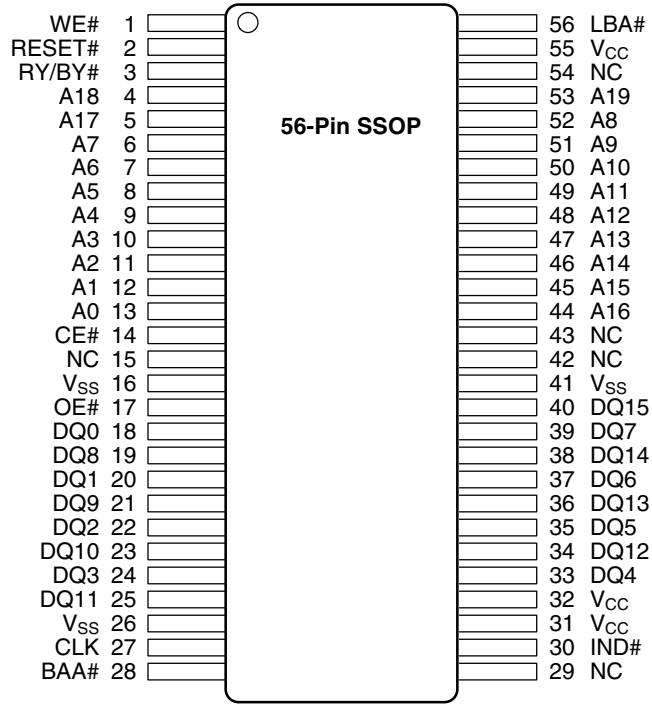 WE# 1 56 LBA#
RESET# 2 55 VCC
RY/BY# 3 54 NC
A18 4 53 A19
A17 5 56-Pin SSOP 52 A8
A7 6 51 A9
A6 7 50 A10
A5 8 49 A11
A4 9 48 A12
A3 10 47 A13
A2 11 46 A14
A1 12 45 A15
A0 13 44 A16
CE# 14 43 NC
NC 15 42 NC
VSS 16 41 VSS
OE# 17 40 DQ15
DQ0 18 39 DQ7
DQ8 19 38 DQ14
DQ1 20 37 DQ6
DQ9 21 36 DQ13
DQ2 22 35 DQ5
DQ10 23 34 DQ12
DQ3 24 33 DQ4
DQ11 25 32 VCC
VSS 26 31 VCC
CLK 27 30 IND#
BAA# 28 29 NC